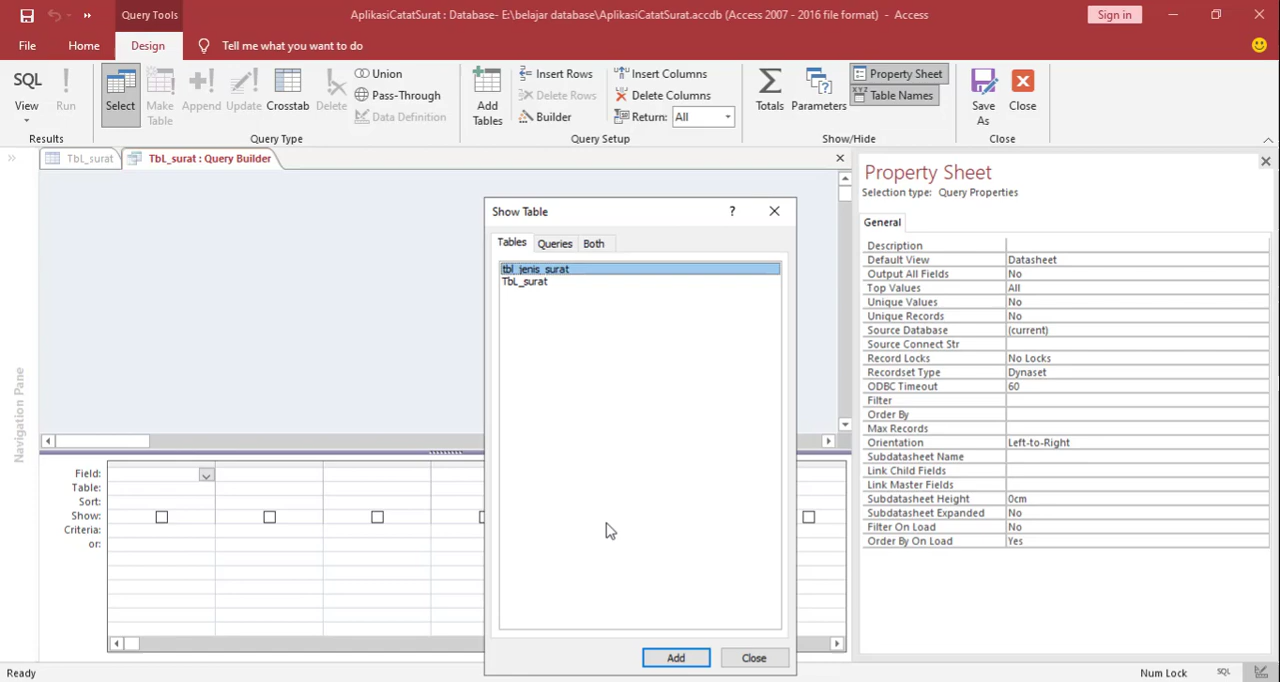 Query Tools
AplikasiCatatSurat : Database- E:\belajar database\AplikasiCatatSurat.accdb (Access 2007 - 2016 file format) - Access
Sign in
File
Home
Design
Tell me what you want to do
SQL
View
Run
Results
Select
Make Table
Append
Update
Crosstab
Delete
Union
Pass-Through
Data Definition
Query Type
Add Tables
Insert Rows
Delete Rows
Builder
Insert Columns
Delete Columns
Return: All
Query Setup
Totals
Parameters
Property Sheet
Table Names
Show/Hide
Save As
Close
Close
TbL_surat
TbL_surat : Query Builder
Navigation Pane
Show Table
?
Tables
Queries
Both
tbl_jenis_surat
TbL_surat
Add
Close
Field:
Table:
Sort:
Show:
Criteria:
or:
Property Sheet
Selection type: Query Properties
General
Description
Default View Datasheet
Output All Fields No
Top Values All
Unique Values No
Unique Records No
Source Database (current)
Source Connect Str
Record Locks No Locks
Recordset Type Dynaset
ODBC Timeout 60
Filter
Order By
Max Records
Orientation Left-to-Right
Subdatasheet Name
Link Child Fields
Link Master Fields
Subdatasheet Height 0cm
Subdatasheet Expanded No
Filter On Load No
Order By On Load Yes
Ready
Num Lock
SQL